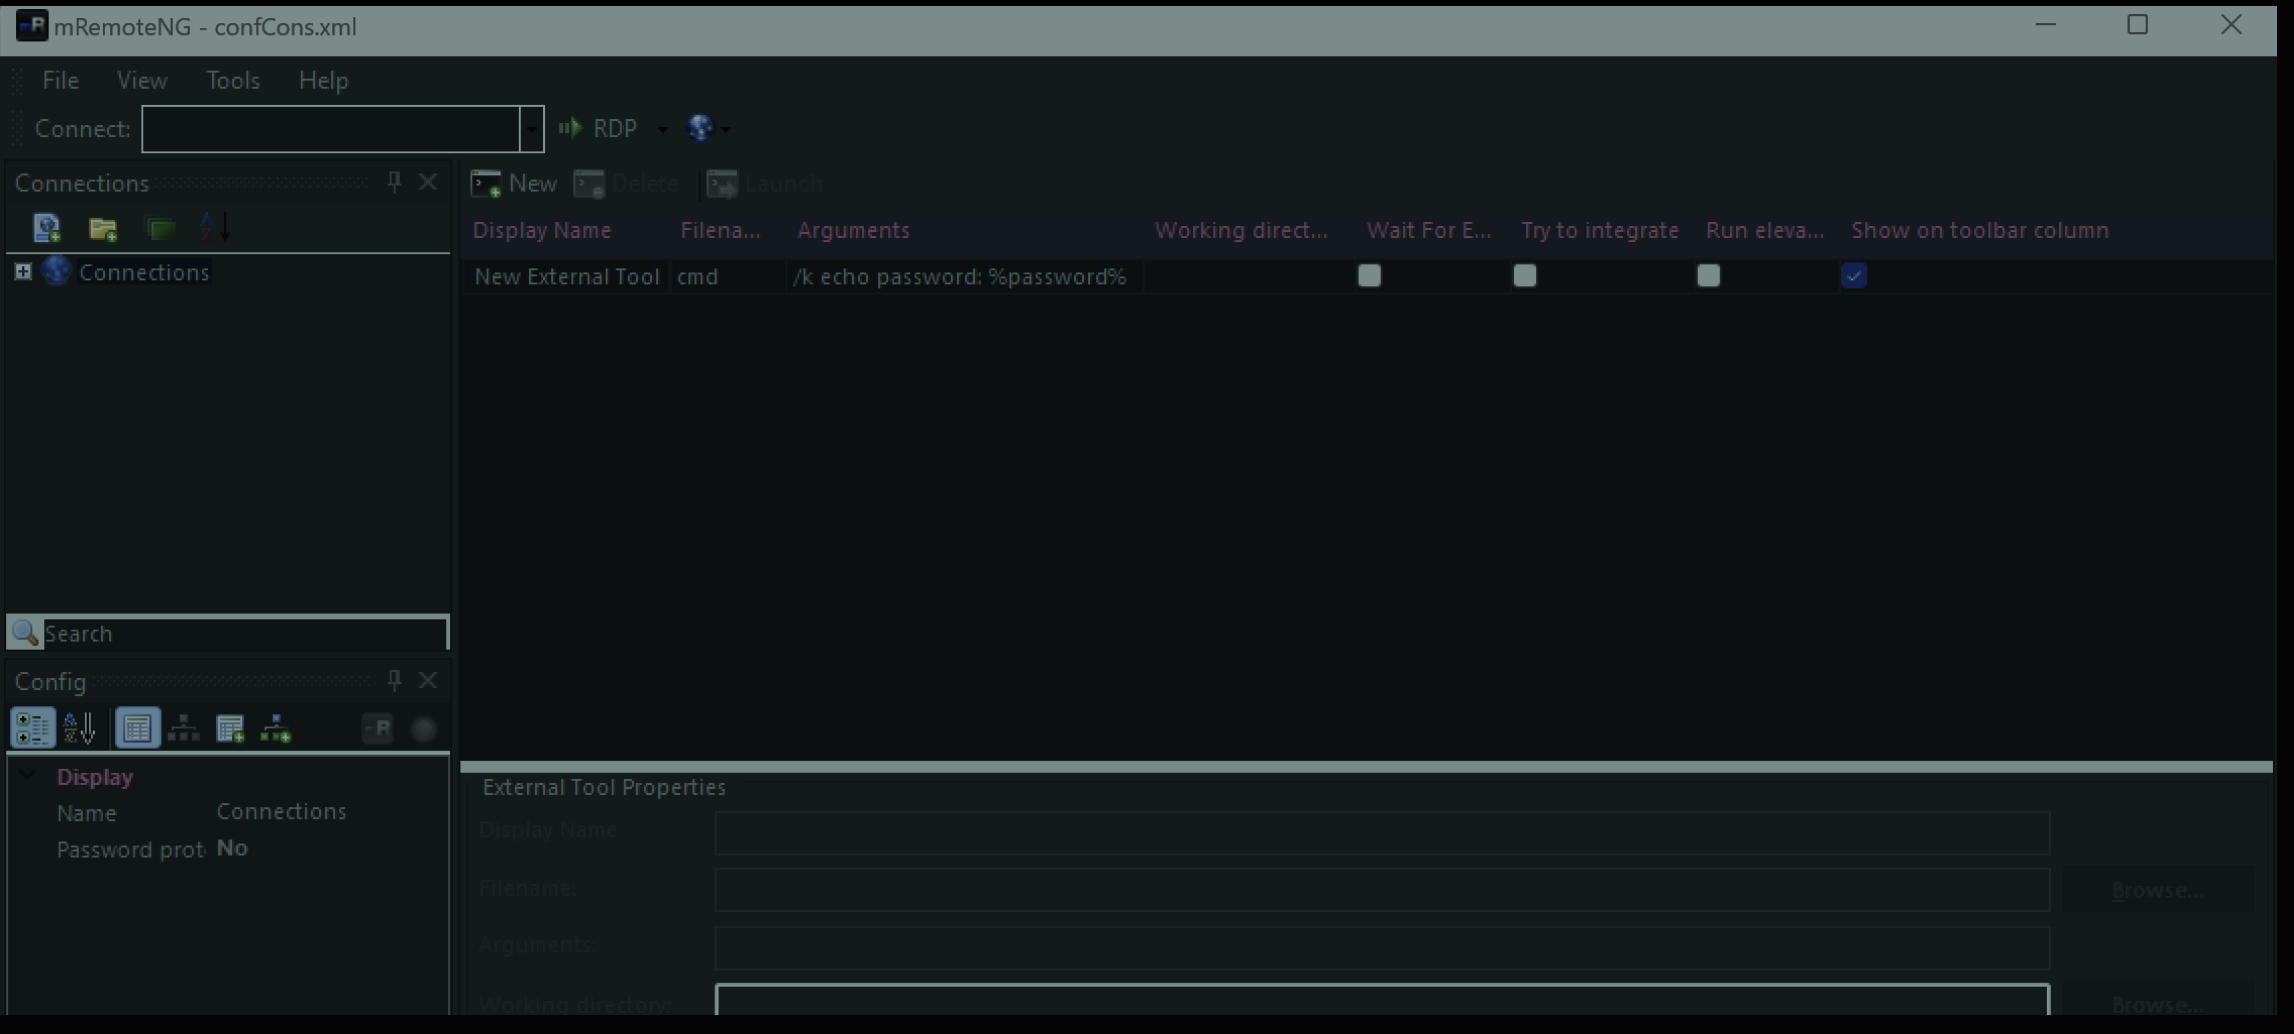 mRemoteNG - confCons.xml
File View Tools Help
Connect: RDP
Connections
New Delete Launch
Display Name Filena... Arguments Working direct... Wait For E... Try to integrate Run eleva... Show on toolbar column
New External Tool cmd /k echo password: %password%
Connections
Search
Config
Display
Name Connections
Password prot No
External Tool Properties
Display Name
Filename: Browse...
Arguments:
Working directory: Browse...